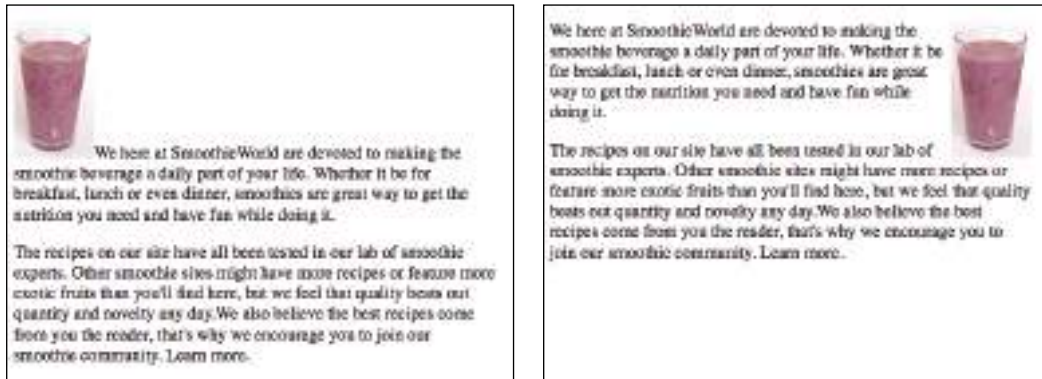 We here at SmoothieWorld are devoted to making the
smoothie beverage a daily part of your life. Whether it be for
breakfast, lunch or even dinner, smoothies are great way to get the
nutrition you need and have fun while doing it.
The recipes on our site have all been tested in our lab of smoothie
experts. Other smoothie sites might have more recipes or feature more
exotic fruits than you'll find here, but we feel that quality beats out
quantity and novelty any day.We also believe the best recipes come
from you the reader, that's why we encourage you to join our
smoothie community. Learn more.
We here at SmoothieWorld are devoted to making the
smoothie beverage a daily part of your life. Whether it be
for breakfast, lunch or even dinner, smoothies are great
way to get the nutrition you need and have fun while
doing it.
The recipes on our site have all been tested in our lab of
smoothie experts. Other smoothie sites might have more recipes or
feature more exotic fruits than you'll find here, but we feel that quality
beats out quantity and novelty any day.We also believe the best
recipes come from you the reader, that's why we encourage you to
join our smoothie community. Learn more.